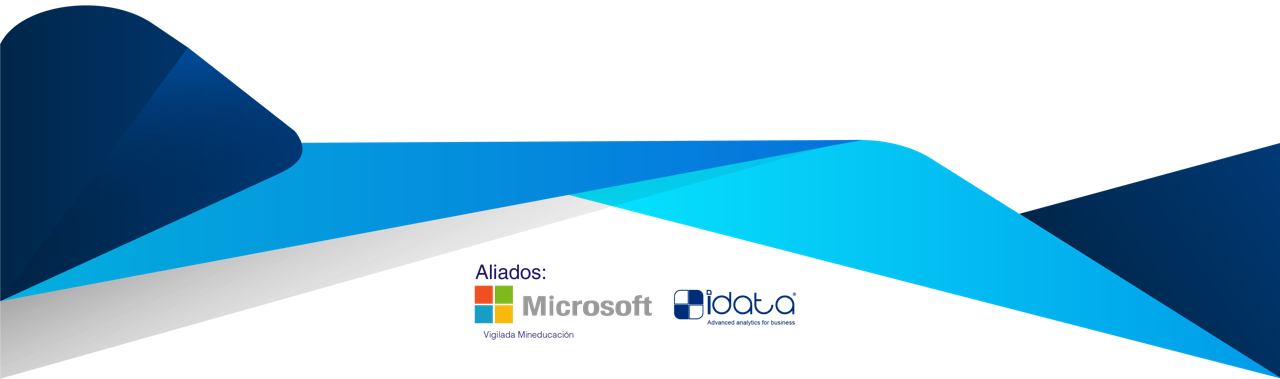 Aliados:
Microsoft
idata®
Advanced analytics for business
Vigilada Mineducación